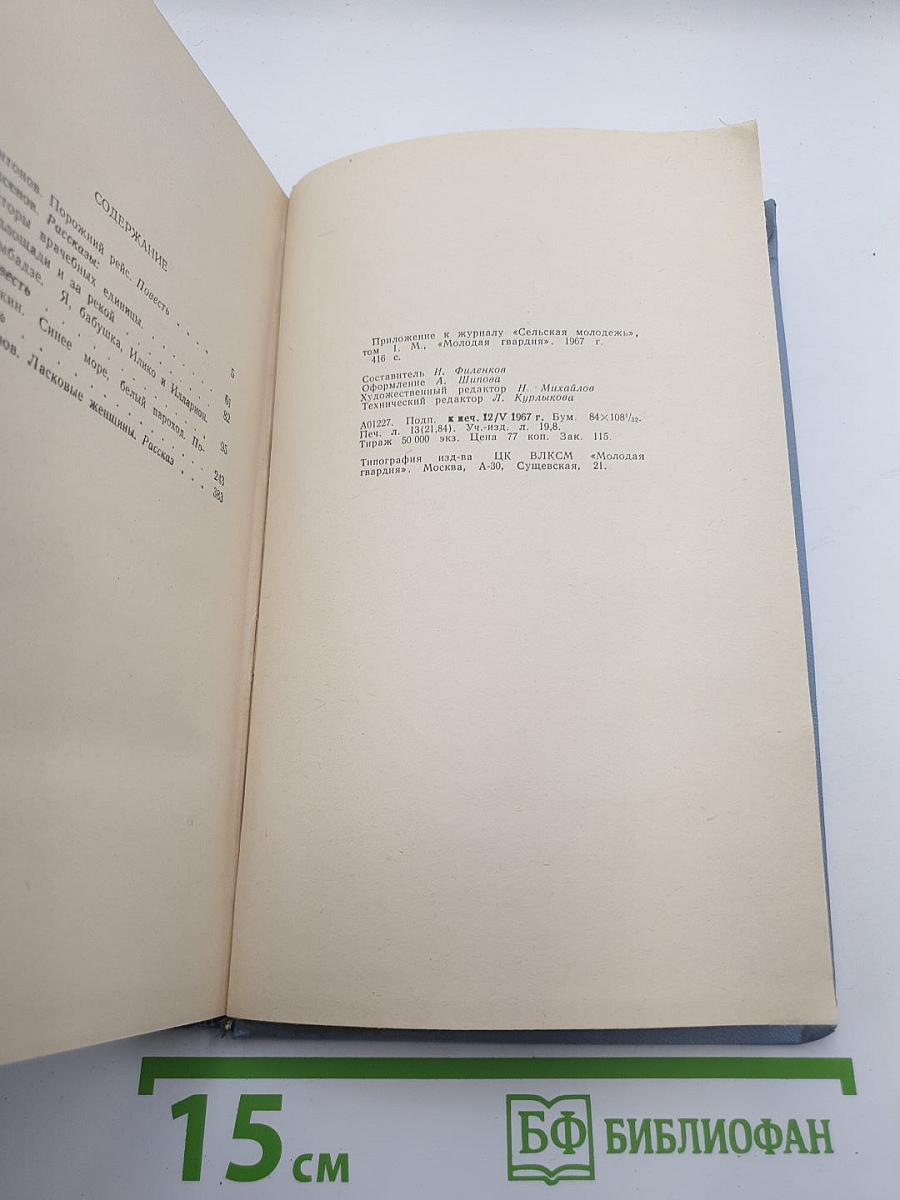 СОДЕРЖАНИЕ
Порожний рейс. Повесть . .
Рассказы:
врачебных единицы.
площади и за рекой . . . . .
Я, бабушка, Илико и Илларион.
Синее море, белый пароход. По-
Ласковые женщины. Рассказ . . .
5
61
82
95
243
383
Приложение к журналу «Сельская молодежь»,
том 1. М., «Молодая гвардия». 1967 г.
416 с.
Составитель И. Филенков
Оформление А. Шипова
Художественный редактор Н. Михайлов
Технический редактор Л. Курлыкова
А01227. Подп. к печ. 12/V 1967 г. Бум. 84×108¹/₃₂.
Печ. л. 13(21,84). Уч.-изд. л. 19,8.
Тираж 50 000 экз. Цена 77 коп. Зак. 115.
Типография изд-ва ЦК ВЛКСМ «Молодая
гвардия». Москва, А-30, Сущевская, 21.
15 см
БФ БИБЛИОФАН